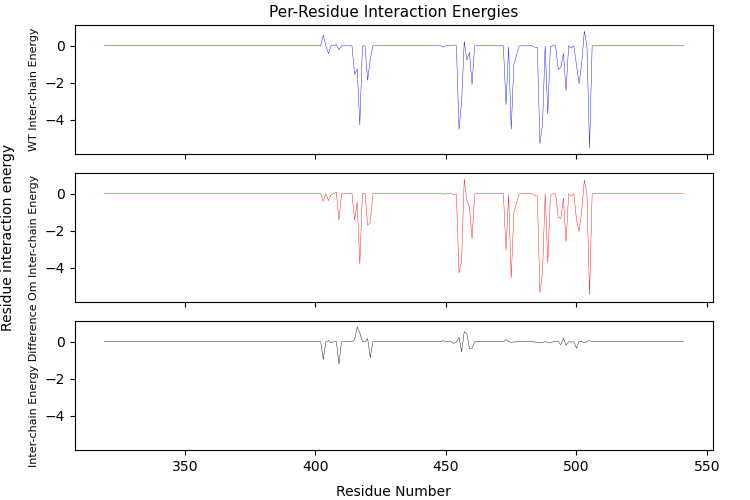 Per-Residue Interaction Energies
Residue interaction energy
WT Inter-chain Energy
0
−2
−4
Om Inter-chain Energy
0
−2
−4
Inter-chain Energy Difference
0
−2
−4
350
400
450
500
550
Residue Number